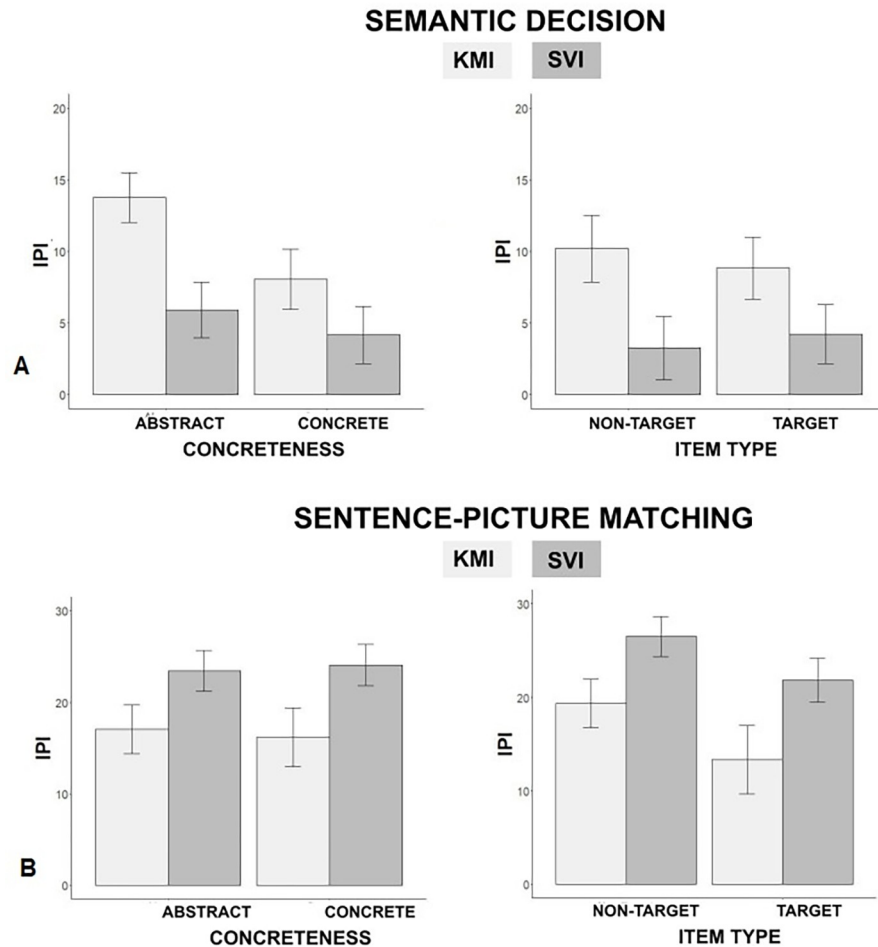 SEMANTIC DECISION
KMI SVI
20
15
10
5
0
IPI
ABSTRACT CONCRETE
CONCRETENESS
20
15
10
5
0
IPI
NON-TARGET TARGET
ITEM TYPE
A
SENTENCE-PICTURE MATCHING
KMI SVI
30
20
10
0
IPI
ABSTRACT CONCRETE
CONCRETENESS
30
20
10
0
IPI
NON-TARGET TARGET
ITEM TYPE
B